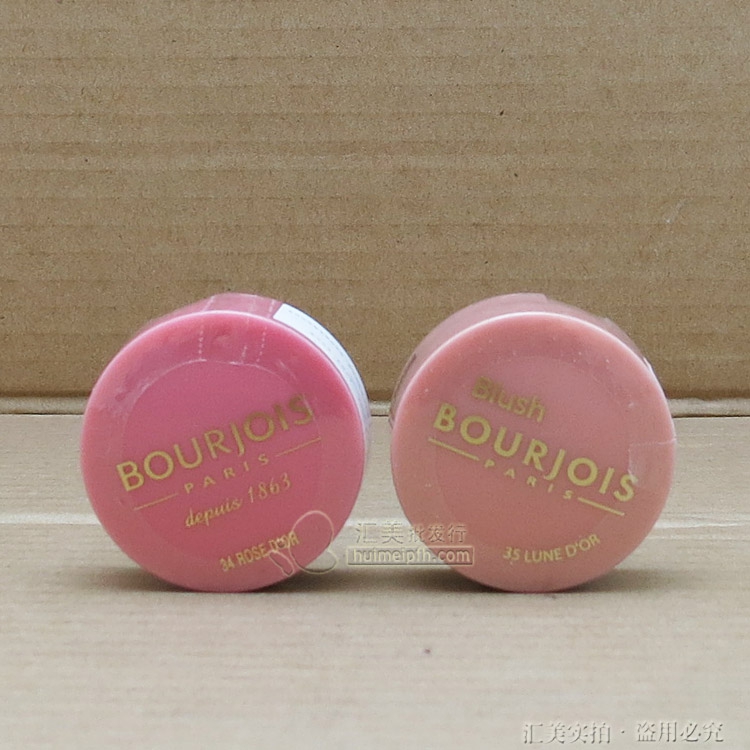 BOURJOIS
PARIS
depuis 1863
34 ROSE D'OR
Blush
BOURJOIS
PARIS
35 LUNE D'OR
汇美批发行
huimeipfh.com
汇美实拍·盗用必究